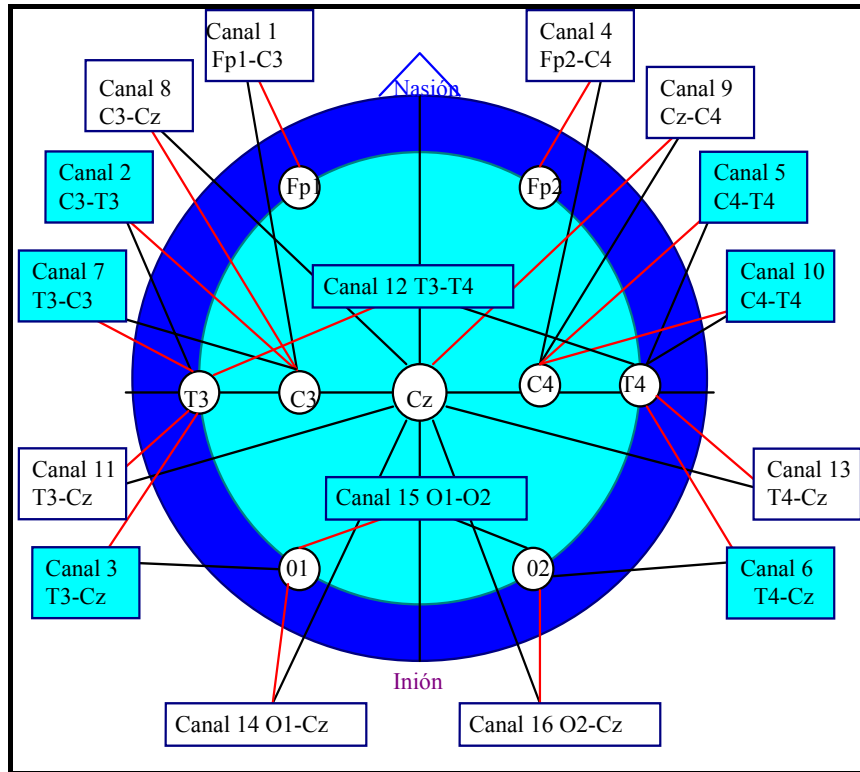 Canal 1
Fp1-C3
Canal 4
Fp2-C4
Canal 8
C3-Cz
Nasión
Canal 9
Cz-C4
Canal 2
C3-T3
Fp1
Fp2
Canal 5
C4-T4
Canal 7
T3-C3
Canal 12 T3-T4
Canal 10
C4-T4
T3
C3
Cz
C4
T4
Canal 11
T3-Cz
Canal 15 O1-O2
Canal 13
T4-Cz
Canal 3
T3-Cz
01
02
Canal 6
T4-Cz
Inión
Canal 14 O1-Cz
Canal 16 O2-Cz